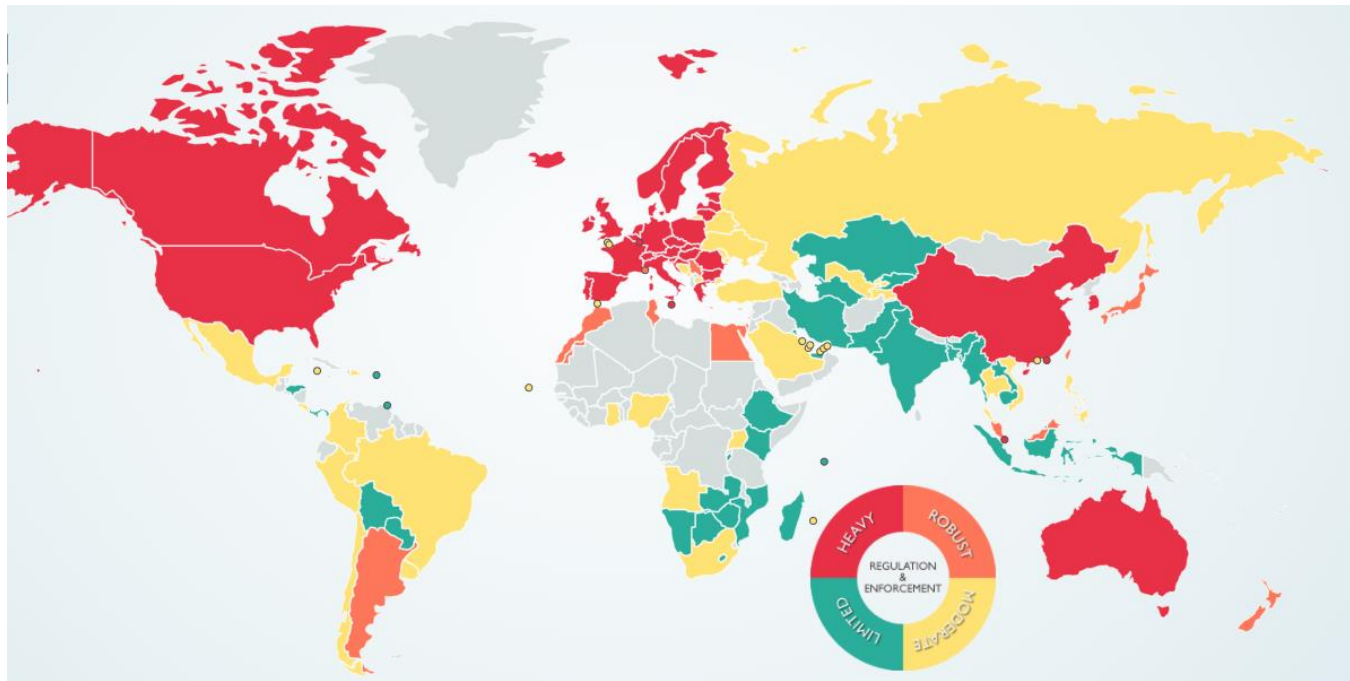 HEAVY
ROBUST
REGULATION
&
ENFORCEMENT
LIMITED
MODERATE